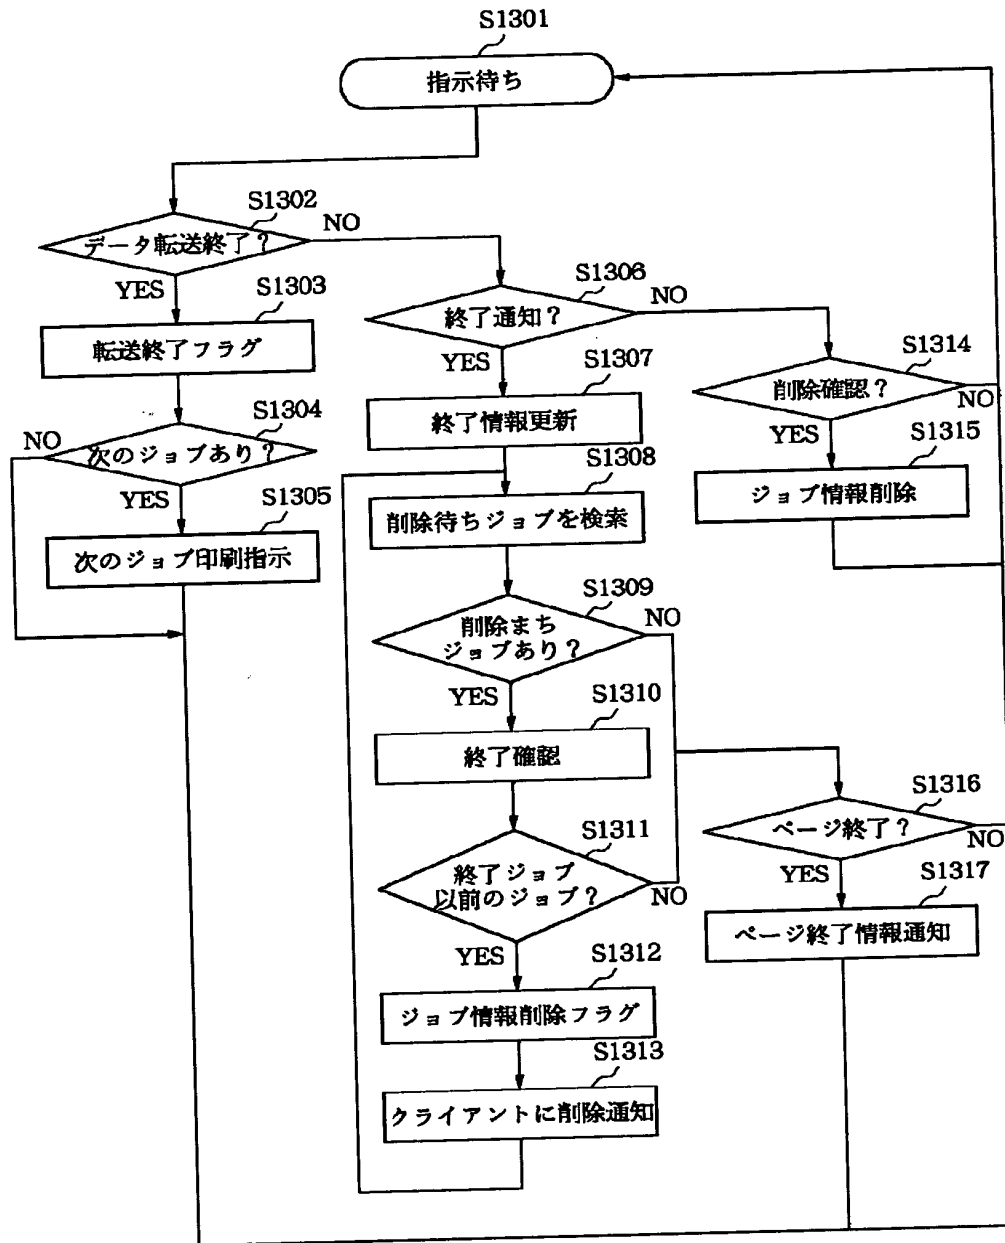 S1301
指示待ち
S1302
データ転送終了?
NO
YES
S1303
転送終了フラグ
S1304
NO
次のジョブあり?
YES
S1305
次のジョブ印刷指示
S1306
NO
終了通知?
YES
S1307
終了情報更新
S1308
削除待ちジョブを検索
S1309
NO
削除まち
ジョブあり?
YES
S1310
終了確認
S1311
終了ジョブ
以前のジョブ?
NO
YES
S1312
ジョブ情報削除フラグ
S1313
クライアントに削除通知
S1314
削除確認?
NO
YES
S1315
ジョブ情報削除
S1316
ページ終了?
NO
YES
S1317
ページ終了情報通知